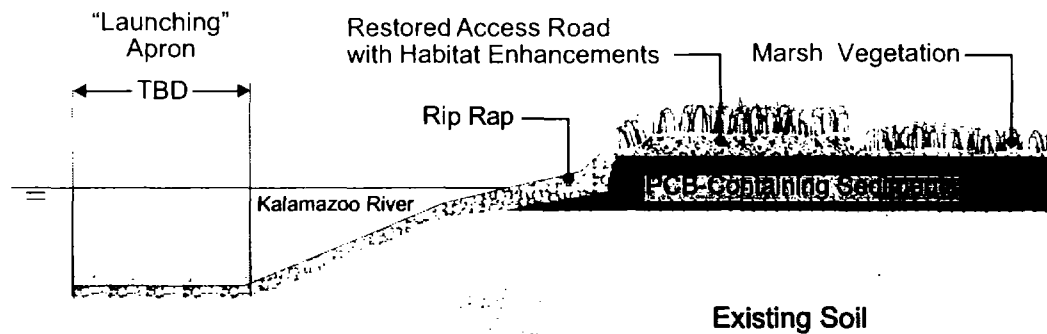 "Launching"
Apron
TBD
Restored Access Road
with Habitat Enhancements
Marsh Vegetation
Rip Rap
PCB-Containing Sediments
Kalamazoo River
Existing Soil